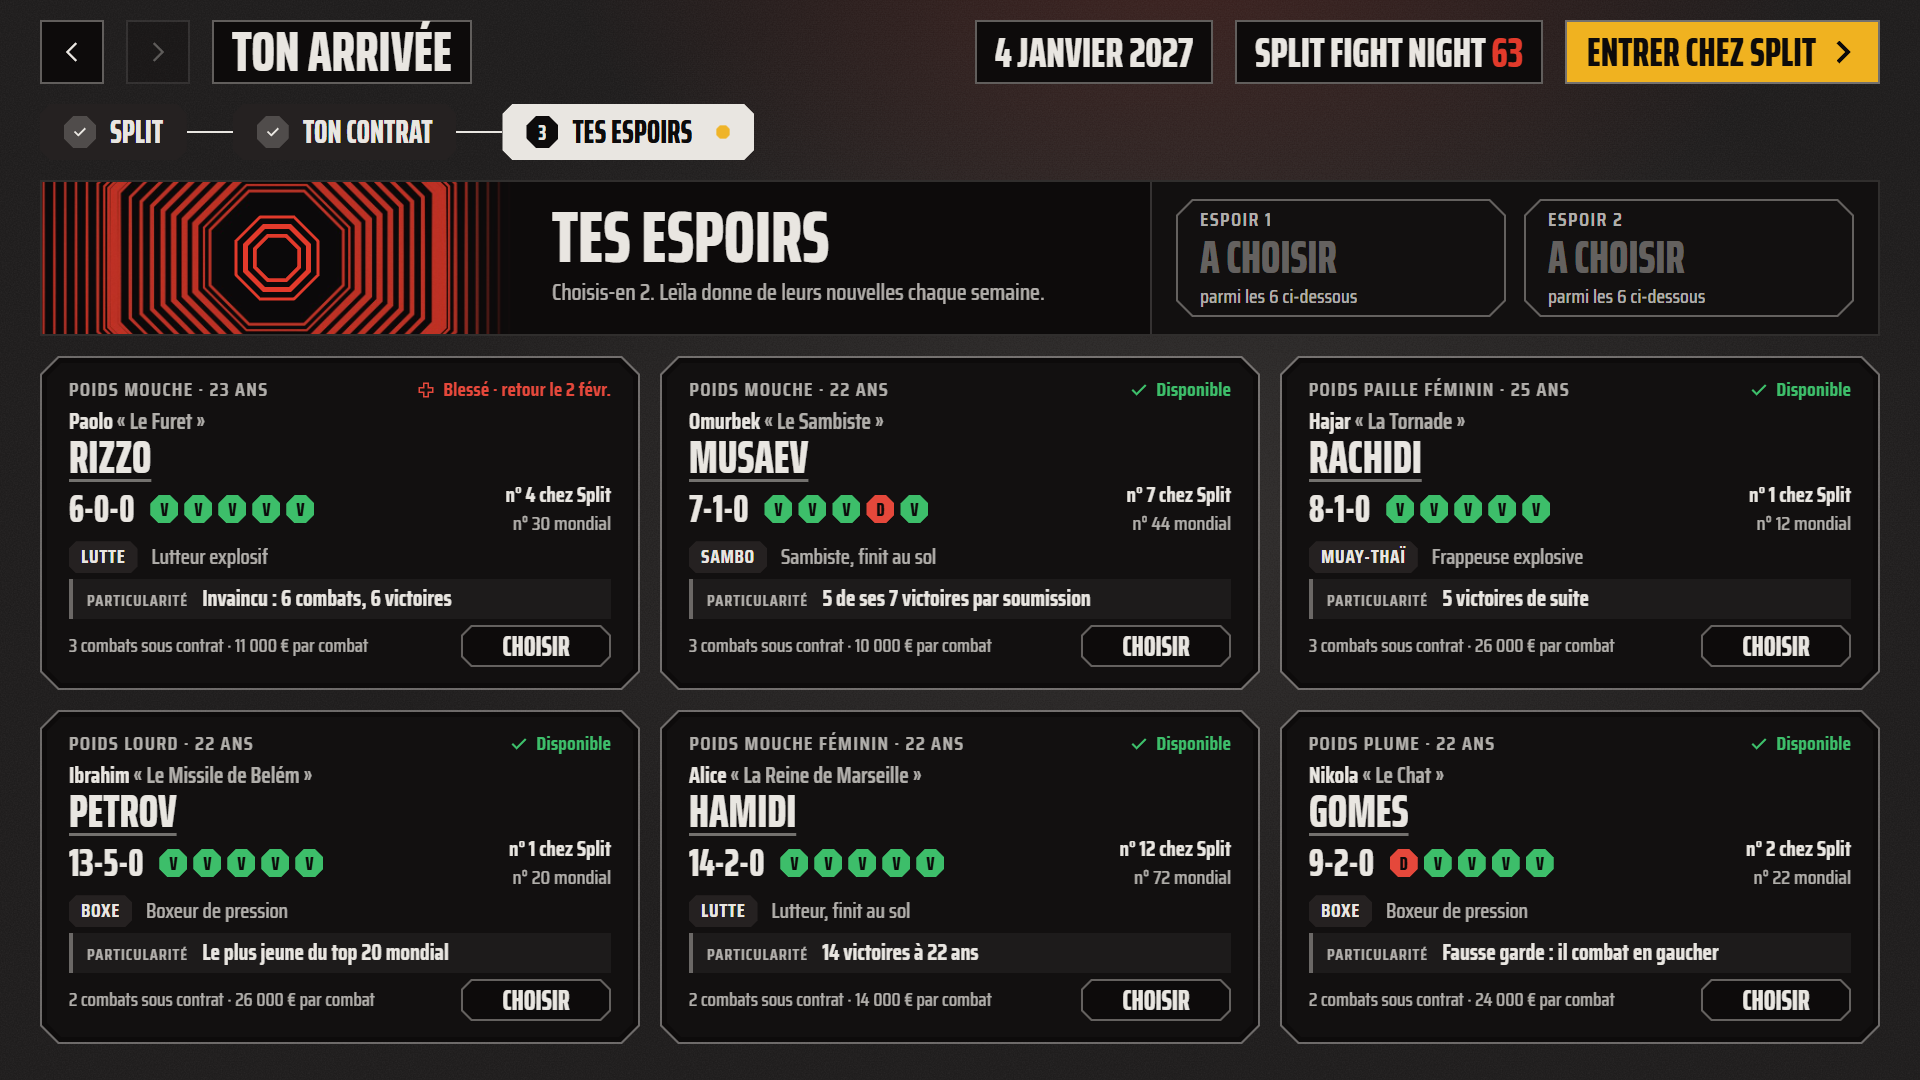 TON ARRIVÉE
4 JANVIER 2027
SPLIT FIGHT NIGHT 63
ENTRER CHEZ SPLIT
SPLIT
TON CONTRAT
3 TES ESPOIRS
TES ESPOIRS
Choisis-en 2. Leïla donne de leurs nouvelles chaque semaine.
ESPOIR 1
A CHOISIR
parmi les 6 ci-dessous
ESPOIR 2
A CHOISIR
parmi les 6 ci-dessous
POIDS MOUCHE · 23 ANS
Blessé · retour le 2 févr.
Paolo « Le Furet »
RIZZO
6-0-0 V V V V V
n° 4 chez Split
n° 30 mondial
LUTTE Lutteur explosif
PARTICULARITÉ Invaincu : 6 combats, 6 victoires
3 combats sous contrat · 11 000 € par combat
CHOISIR
POIDS MOUCHE · 22 ANS
Disponible
Omurbek « Le Sambiste »
MUSAEV
7-1-0 V V V D V
n° 7 chez Split
n° 44 mondial
SAMBO Sambiste, finit au sol
PARTICULARITÉ 5 de ses 7 victoires par soumission
3 combats sous contrat · 10 000 € par combat
CHOISIR
POIDS PAILLE FÉMININ · 25 ANS
Disponible
Hajar « La Tornade »
RACHIDI
8-1-0 V V V V V
n° 1 chez Split
n° 12 mondial
MUAY-THAÏ Frappeuse explosive
PARTICULARITÉ 5 victoires de suite
3 combats sous contrat · 26 000 € par combat
CHOISIR
POIDS LOURD · 22 ANS
Disponible
Ibrahim « Le Missile de Belém »
PETROV
13-5-0 V V V V V
n° 1 chez Split
n° 20 mondial
BOXE Boxeur de pression
PARTICULARITÉ Le plus jeune du top 20 mondial
2 combats sous contrat · 26 000 € par combat
CHOISIR
POIDS MOUCHE FÉMININ · 22 ANS
Disponible
Alice « La Reine de Marseille »
HAMIDI
14-2-0 V V V V V
n° 12 chez Split
n° 72 mondial
LUTTE Lutteur, finit au sol
PARTICULARITÉ 14 victoires à 22 ans
2 combats sous contrat · 14 000 € par combat
CHOISIR
POIDS PLUME · 22 ANS
Disponible
Nikola « Le Chat »
GOMES
9-2-0 D V V V V
n° 2 chez Split
n° 22 mondial
BOXE Boxeur de pression
PARTICULARITÉ Fausse garde : il combat en gaucher
2 combats sous contrat · 24 000 € par combat
CHOISIR